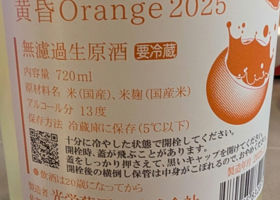 黄昏Orange 2025
無濾過生原酒 要冷蔵
内容量 720ml
原材料名 米(国産)、米麹(国産米)
アルコール分 13度
保存方法 冷蔵庫に保存(5℃以下)
十分に冷やした状態で開栓してください。
開栓時、蓋が飛ぶことがあります。
蓋をしっかり押さえて、黒いキャップを開けてください。
開栓後の横倒し保管は中身がこぼれるので、おやめください。
飲酒は20歳になってから
製造者
製造